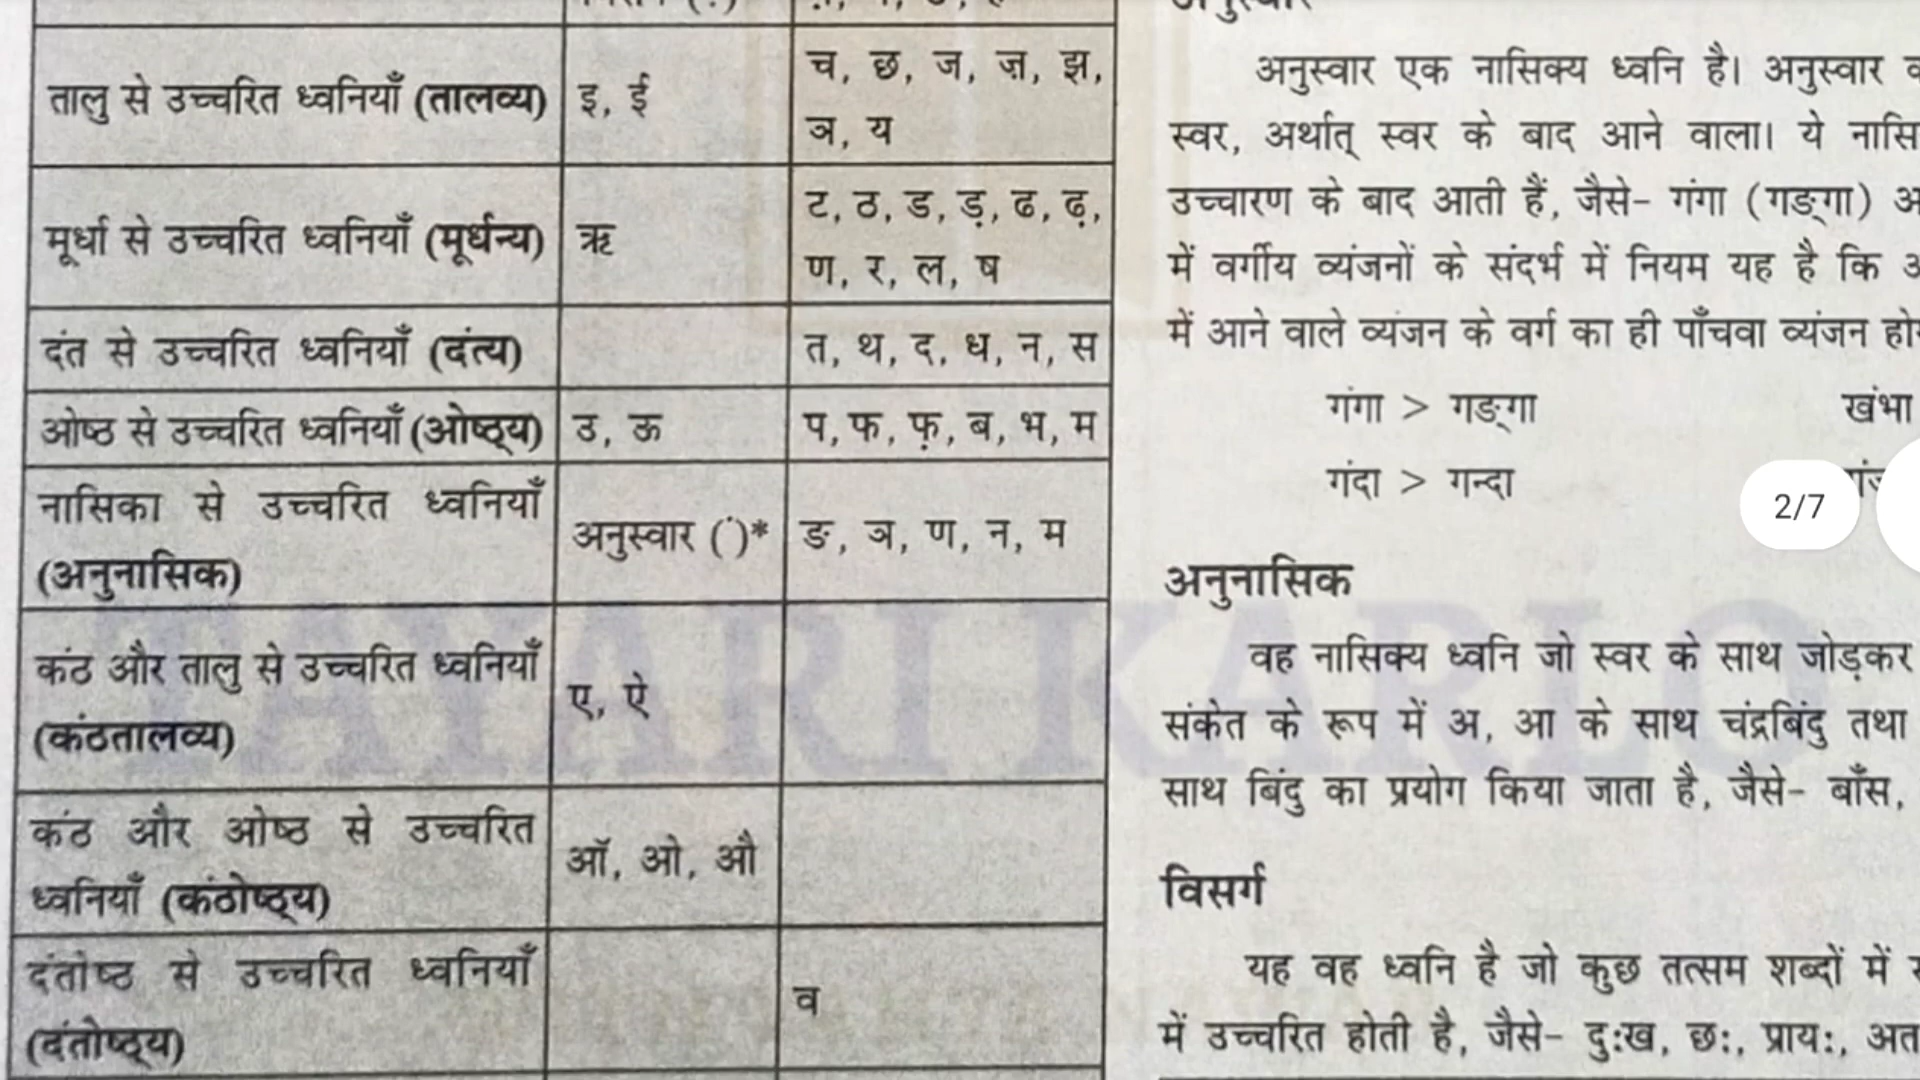 तालु से उच्चरित ध्वनियाँ (तालव्य)
इ, ई
च, छ, ज, ज़, झ,
ञ, य
मूर्धा से उच्चरित ध्वनियाँ (मूर्धन्य)
ऋ
ट, ठ, ड, ड़, ढ, ढ़,
ण, र, ल, ष
दंत से उच्चरित ध्वनियाँ (दंत्य)
त, थ, द, ध, न, स
ओष्ठ से उच्चरित ध्वनियाँ (ओष्ठ्य)
उ, ऊ
प, फ, फ़, ब, भ, म
नासिका से उच्चरित ध्वनियाँ
(अनुनासिक)
अनुस्वार (ं)*
ङ, ञ, ण, न, म
कंठ और तालु से उच्चरित ध्वनियाँ
(कंठतालव्य)
ए, ऐ
कंठ और ओष्ठ से उच्चरित
ध्वनियाँ (कंठोष्ठ्य)
ऑ, ओ, औ
दंतोष्ठ से उच्चरित ध्वनियाँ
(दंतोष्ठ्य)
व
अनुस्वार
अनुस्वार एक नासिक्य ध्वनि है। अनुस्वार
स्वर, अर्थात् स्वर के बाद आने वाला। ये
उच्चारण के बाद आती हैं, जैसे- गंगा (गङ्गा)
में वर्गीय व्यंजनों के संदर्भ में नियम यह है कि
में आने वाले व्यंजन के वर्ग का ही पाँचवा व्यंजन
गंगा > गङ्गा
खंभा
गंदा > गन्दा
2/7
अनुनासिक
वह नासिक्य ध्वनि जो स्वर के साथ जोड़कर
संकेत के रूप में अ, आ के साथ चंद्रबिंदु तथा
साथ बिंदु का प्रयोग किया जाता है, जैसे- बाँस,
विसर्ग
यह वह ध्वनि है जो कुछ तत्सम शब्दों में
में उच्चरित होती है, जैसे- दु:ख, छ:, प्राय:,
TAYARI KARLO